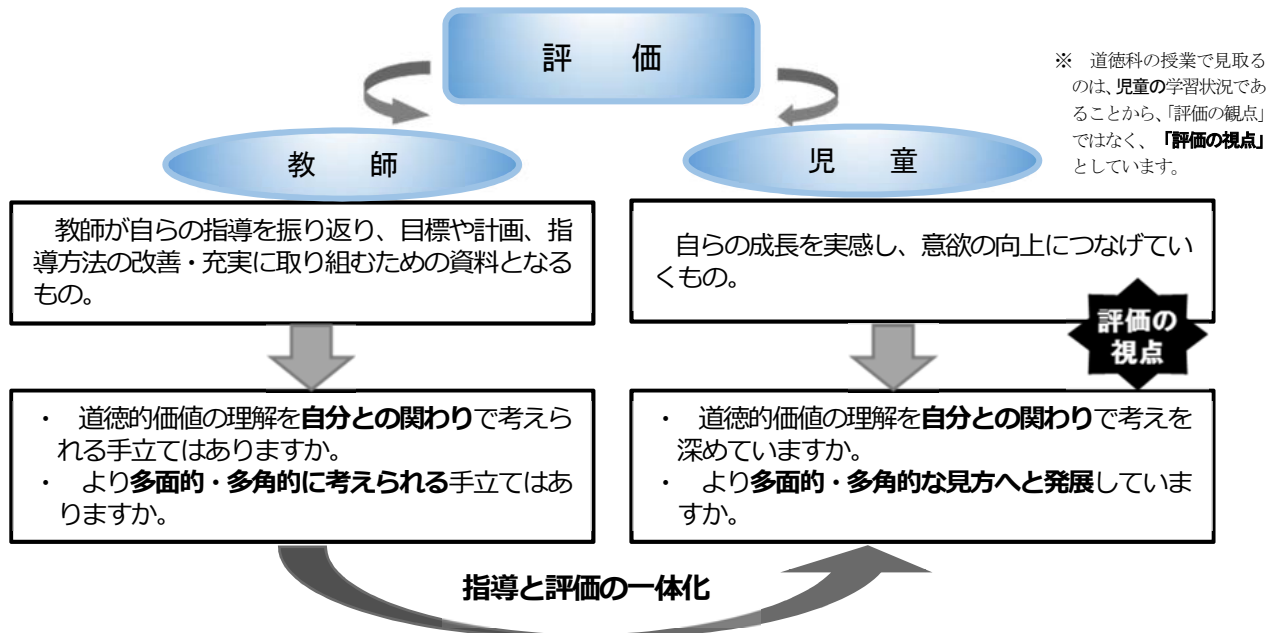 評　価
※　道徳科の授業で見取る
のは、児童の学習状況であ
ることから、「評価の観点」
ではなく、「評価の視点」
としています。
教　師
児　童
教師が自らの指導を振り返り、目標や計画、指
導方法の改善・充実に取り組むための資料となる
もの。
自らの成長を実感し、意欲の向上につなげてい
くもの。
評価の
視点
・　道徳的価値の理解を自分との関わりで考えら
れる手立てはありますか。
・　より多面的・多角的に考えられる手立てはあ
りますか。
・　道徳的価値の理解を自分との関わりで考えを
深めていますか。
・　より多面的・多角的な見方へと発展していま
すか。
指導と評価の一体化